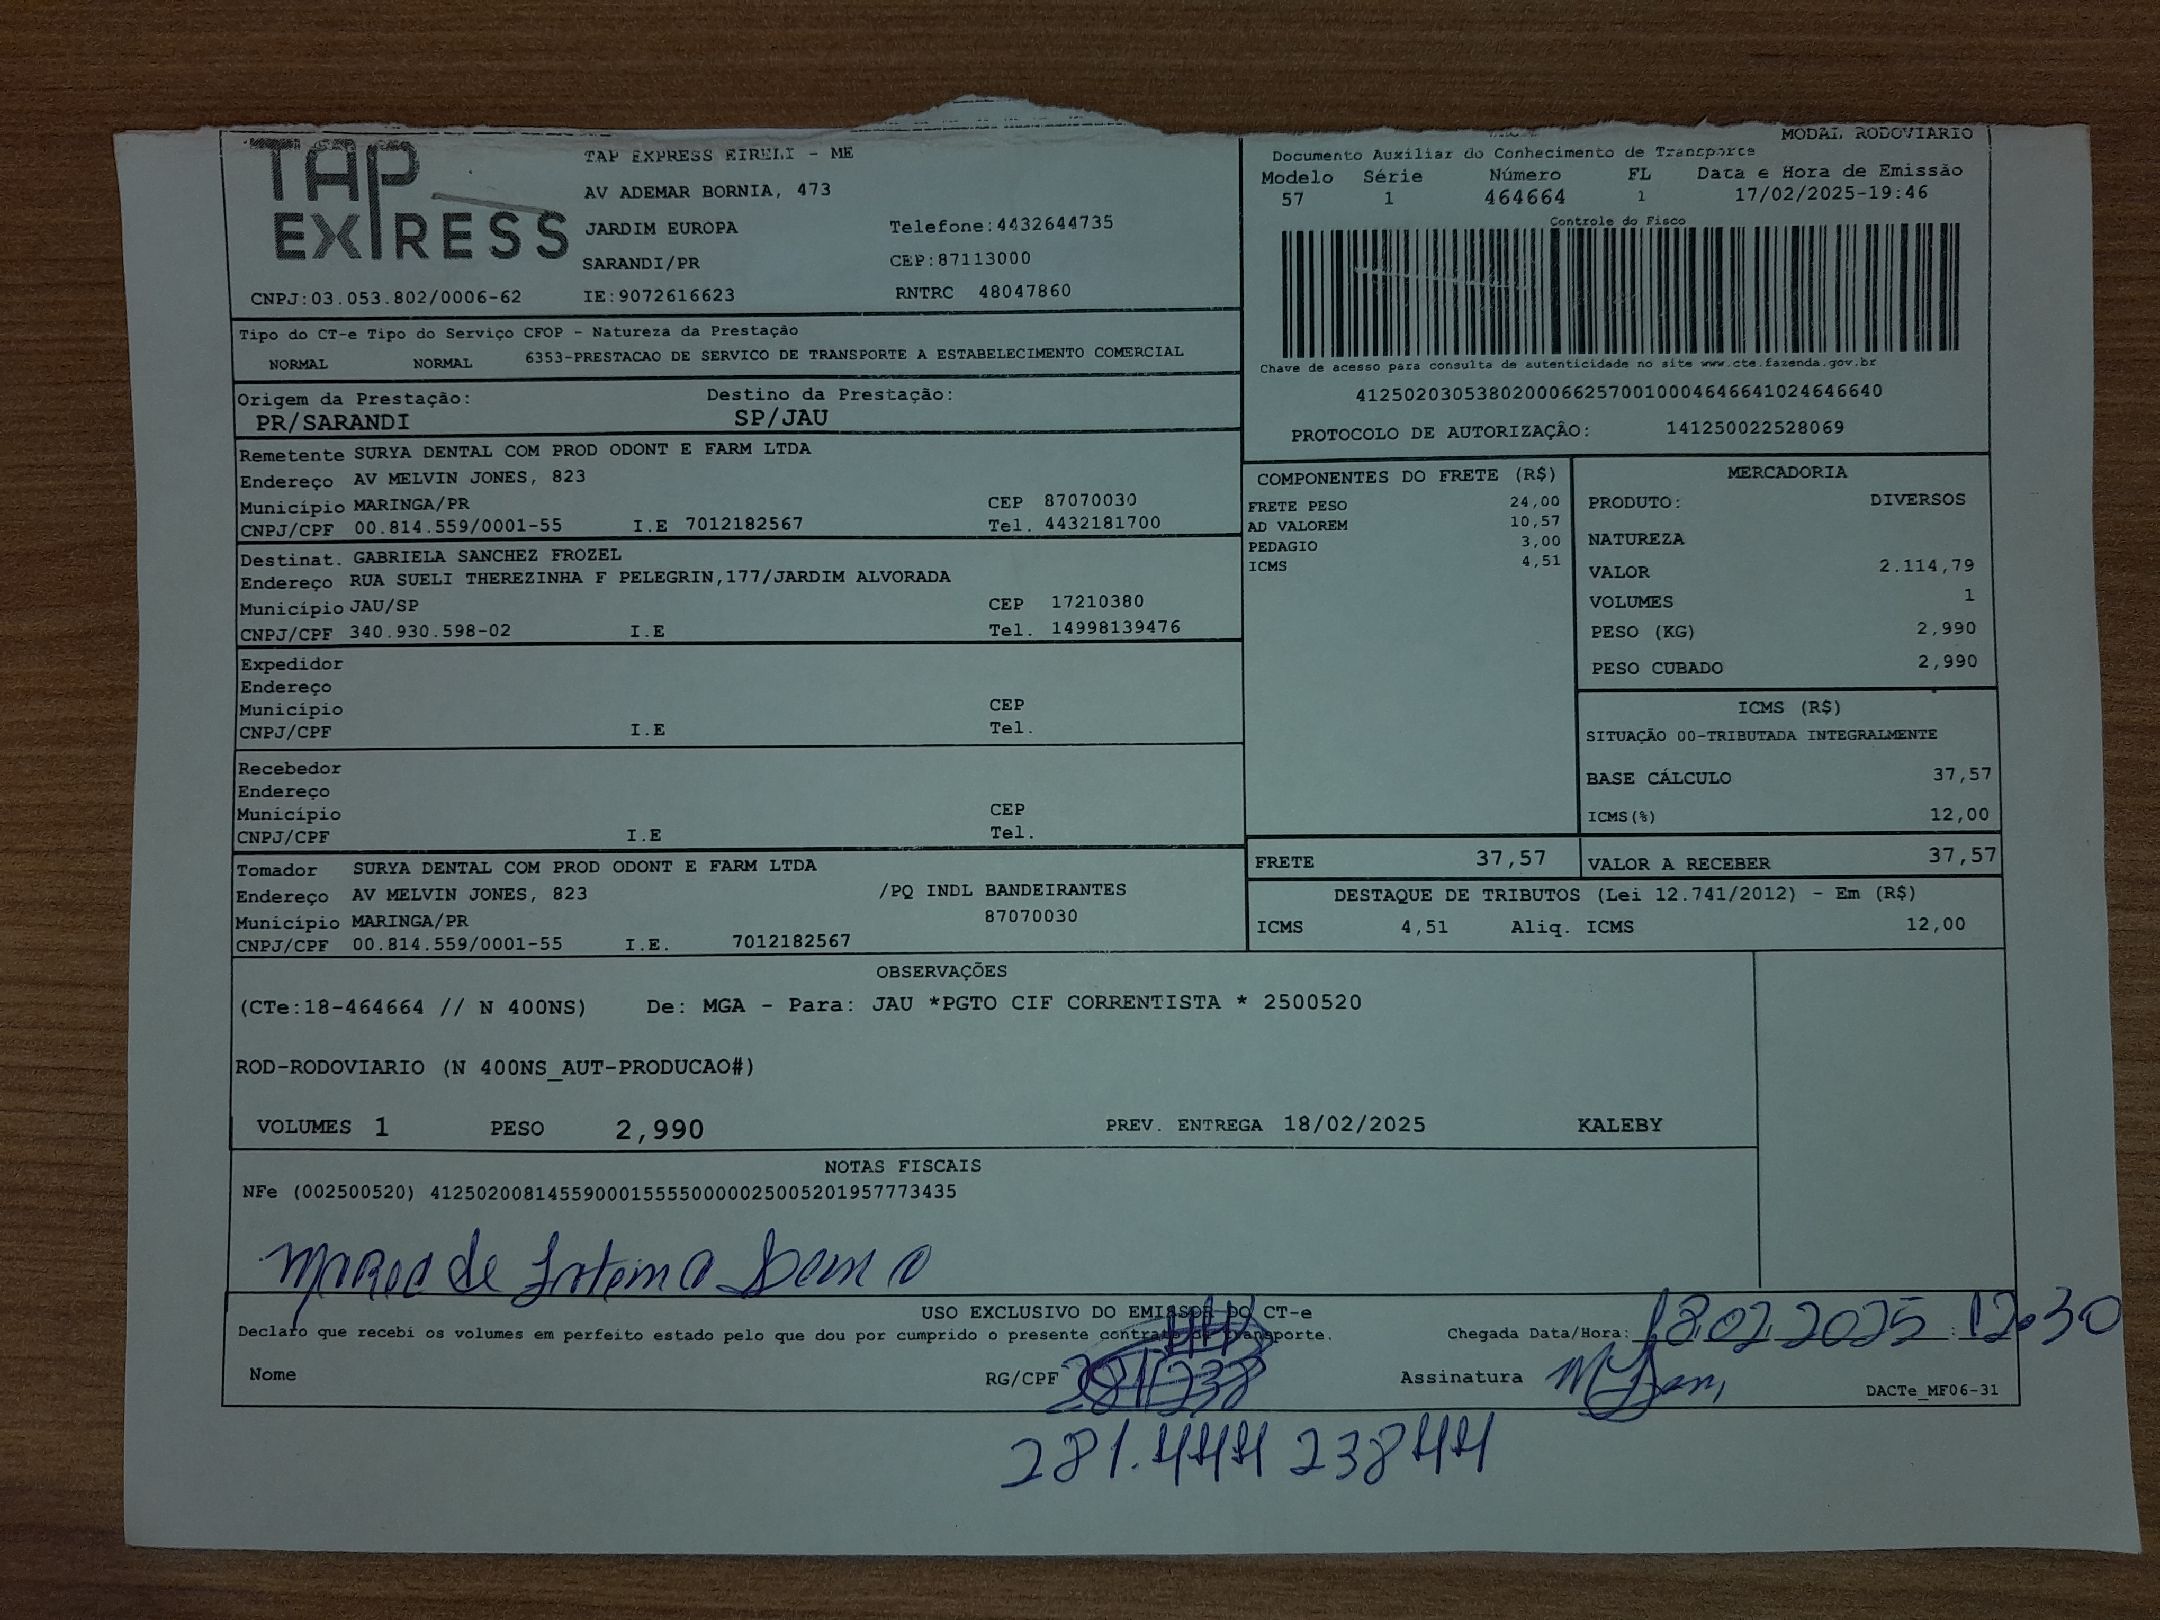 TAP EXPRESS
TAP EXPRESS EIRELI - ME
AV ADEMAR BORNIA, 473
JARDIM EUROPA Telefone:4432644735
SARANDI/PR CEP:87113000
CNPJ:03.053.802/0006-62 IE:9072616623 RNTRC 48047860
MODAL RODOVIARIO
Documento Auxiliar do Conhecimento de Transporte
Modelo Série Número FL Data e Hora de Emissão
57 1 464664 1 17/02/2025-19:46
Controle do Fisco
Chave de acesso para consulta de autenticidade no site www.cte.fazenda.gov.br
41250203053802000662570010004646641024646640
PROTOCOLO DE AUTORIZAÇÃO: 141250022528069
Tipo do CT-e Tipo do Serviço CFOP - Natureza da Prestação
NORMAL NORMAL 6353-PRESTACAO DE SERVICO DE TRANSPORTE A ESTABELECIMENTO COMERCIAL
Origem da Prestação: Destino da Prestação:
PR/SARANDI SP/JAU
Remetente SURYA DENTAL COM PROD ODONT E FARM LTDA
Endereço AV MELVIN JONES, 823
Município MARINGA/PR CEP 87070030
CNPJ/CPF 00.814.559/0001-55 I.E 7012182567 Tel. 4432181700
Destinat. GABRIELA SANCHEZ FROZEL
Endereço RUA SUELI THEREZINHA F PELEGRIN,177/JARDIM ALVORADA
Município JAU/SP CEP 17210380
CNPJ/CPF 340.930.598-02 I.E Tel. 14998139476
Expedidor
Endereço
Município CEP
CNPJ/CPF I.E Tel.
Recebedor
Endereço
Município CEP
CNPJ/CPF I.E Tel.
Tomador SURYA DENTAL COM PROD ODONT E FARM LTDA
Endereço AV MELVIN JONES, 823 /PQ INDL BANDEIRANTES
Município MARINGA/PR 87070030
CNPJ/CPF 00.814.559/0001-55 I.E. 7012182567
COMPONENTES DO FRETE (R$)
FRETE PESO 24,00
AD VALOREM 10,57
PEDAGIO 3,00
ICMS 4,51
MERCADORIA
PRODUTO: DIVERSOS
NATUREZA
VALOR 2.114,79
VOLUMES 1
PESO (KG) 2,990
PESO CUBADO 2,990
ICMS (R$)
SITUAÇÃO 00-TRIBUTADA INTEGRALMENTE
BASE CÁLCULO 37,57
ICMS(%) 12,00
FRETE 37,57 VALOR A RECEBER 37,57
DESTAQUE DE TRIBUTOS (Lei 12.741/2012) - Em (R$)
ICMS 4,51 Aliq. ICMS 12,00
OBSERVAÇÕES
(CTe:18-464664 // N 400NS) De: MGA - Para: JAU *PGTO CIF CORRENTISTA * 2500520
ROD-RODOVIARIO (N 400NS_AUT-PRODUCAO#)
VOLUMES 1 PESO 2,990 PREV. ENTREGA 18/02/2025 KALEBY
NOTAS FISCAIS
NFe (002500520) 41250200814559000155550000025005201957773435
de
USO EXCLUSIVO DO EMISSOR DO CT-e
Declaro que recebi os volumes em perfeito estado pelo que dou por cumprido o presente contrato de transporte.
Chegada Data/Hora: 18.02.2025 : 12.30
Nome RG/CPF Assinatura
DACTe_MF06-31
281.444 238 44